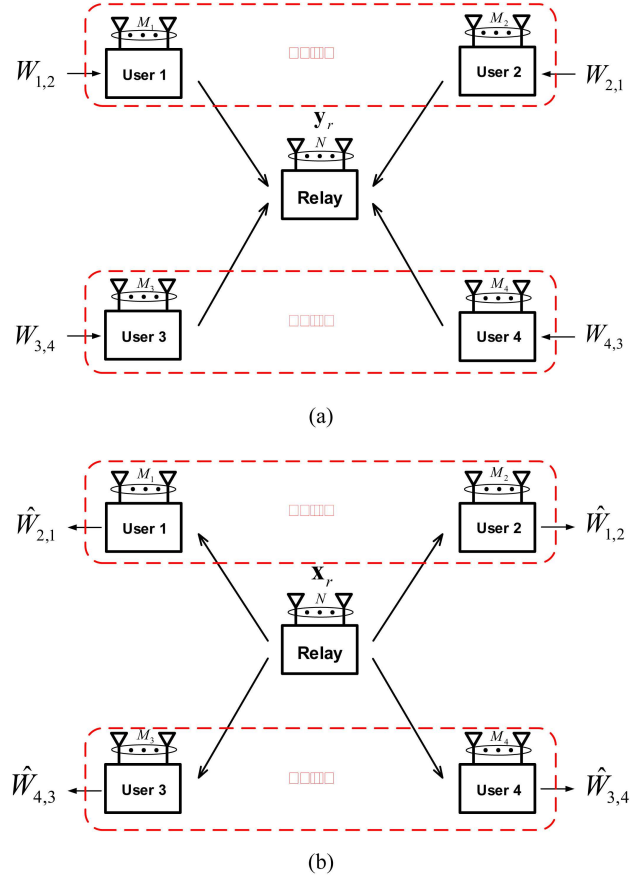 M₁ M₂
W₁,₂ User 1 User 2 W₂,₁
𝐲ᵣ
N
Relay
M₃ M₄
W₃,₄ User 3 User 4 W₄,₃
(a)
M₁ M₂
Ŵ₂,₁ User 1 User 2 Ŵ₁,₂
𝐱ᵣ
N
Relay
M₃ M₄
Ŵ₄,₃ User 3 User 4 Ŵ₃,₄
(b)